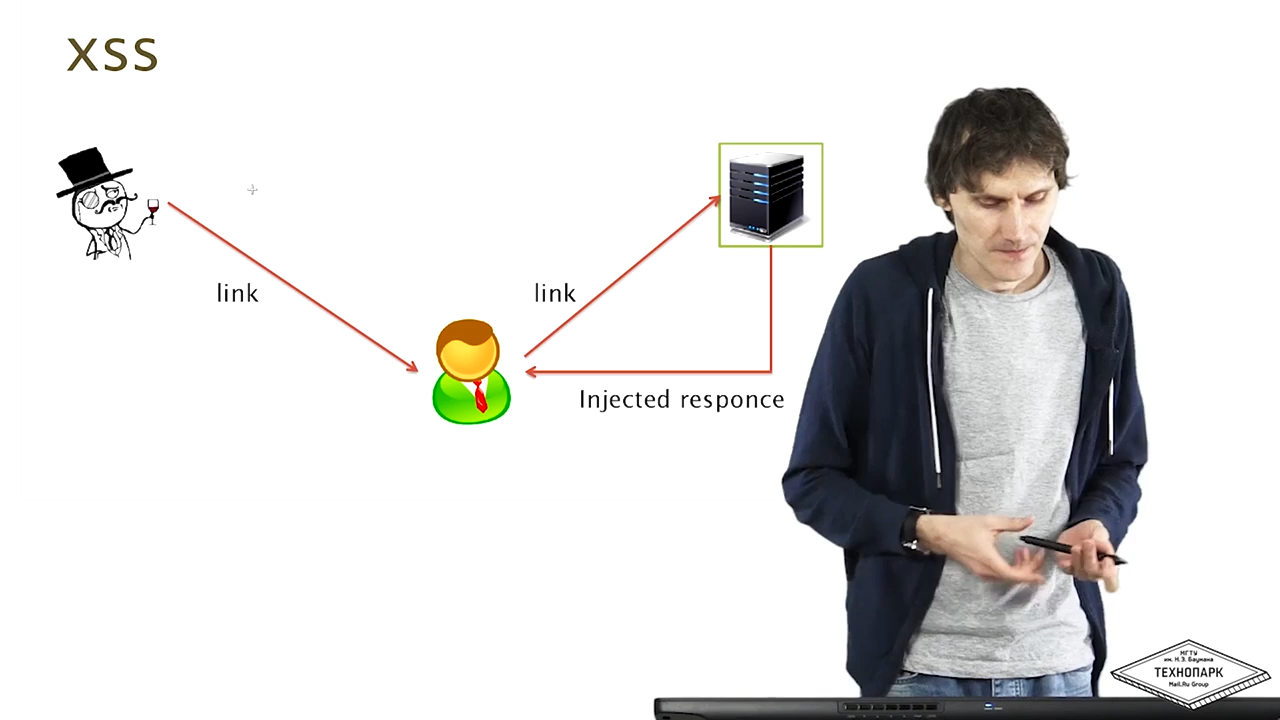 XSS
link
link
Injected responce
МГТУ
им. Н.Э. Баумана
ТЕХНОПАРК
Mail.Ru Group